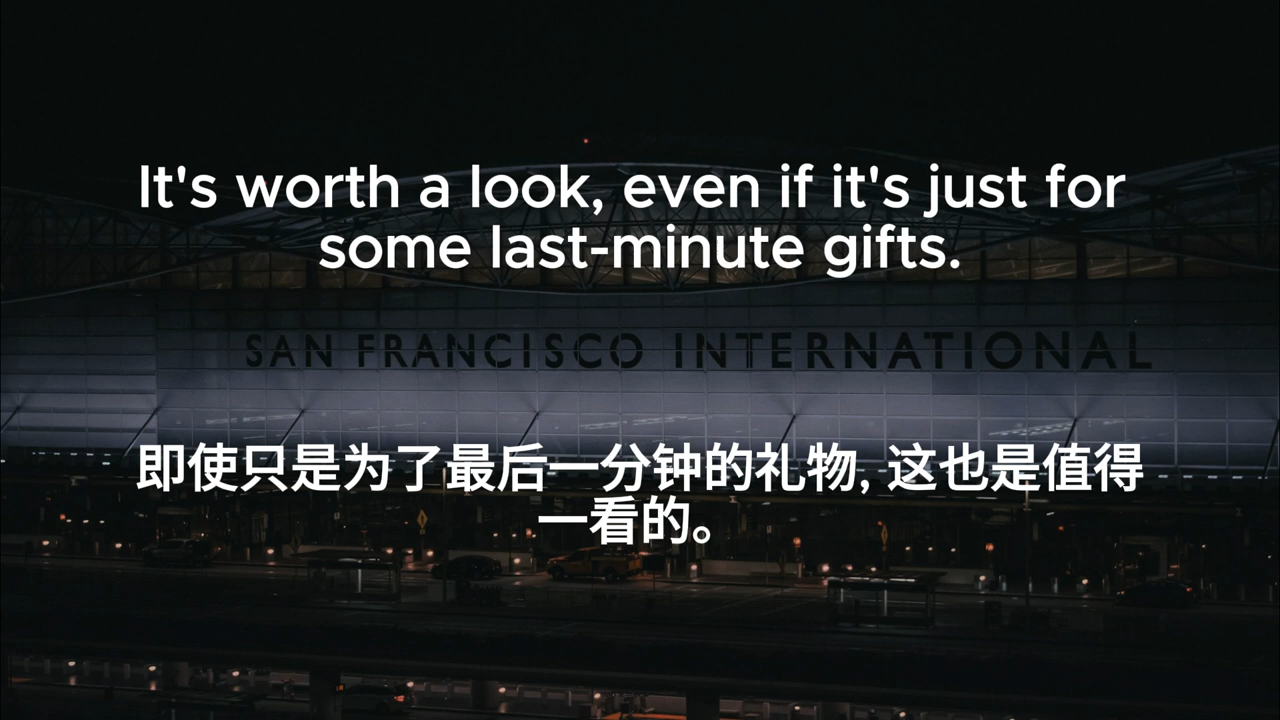 It's worth a look, even if it's just for
some last-minute gifts.
SAN FRANCISCO INTERNATIONAL
即使只是为了最后一分钟的礼物, 这也是值得
一看的。